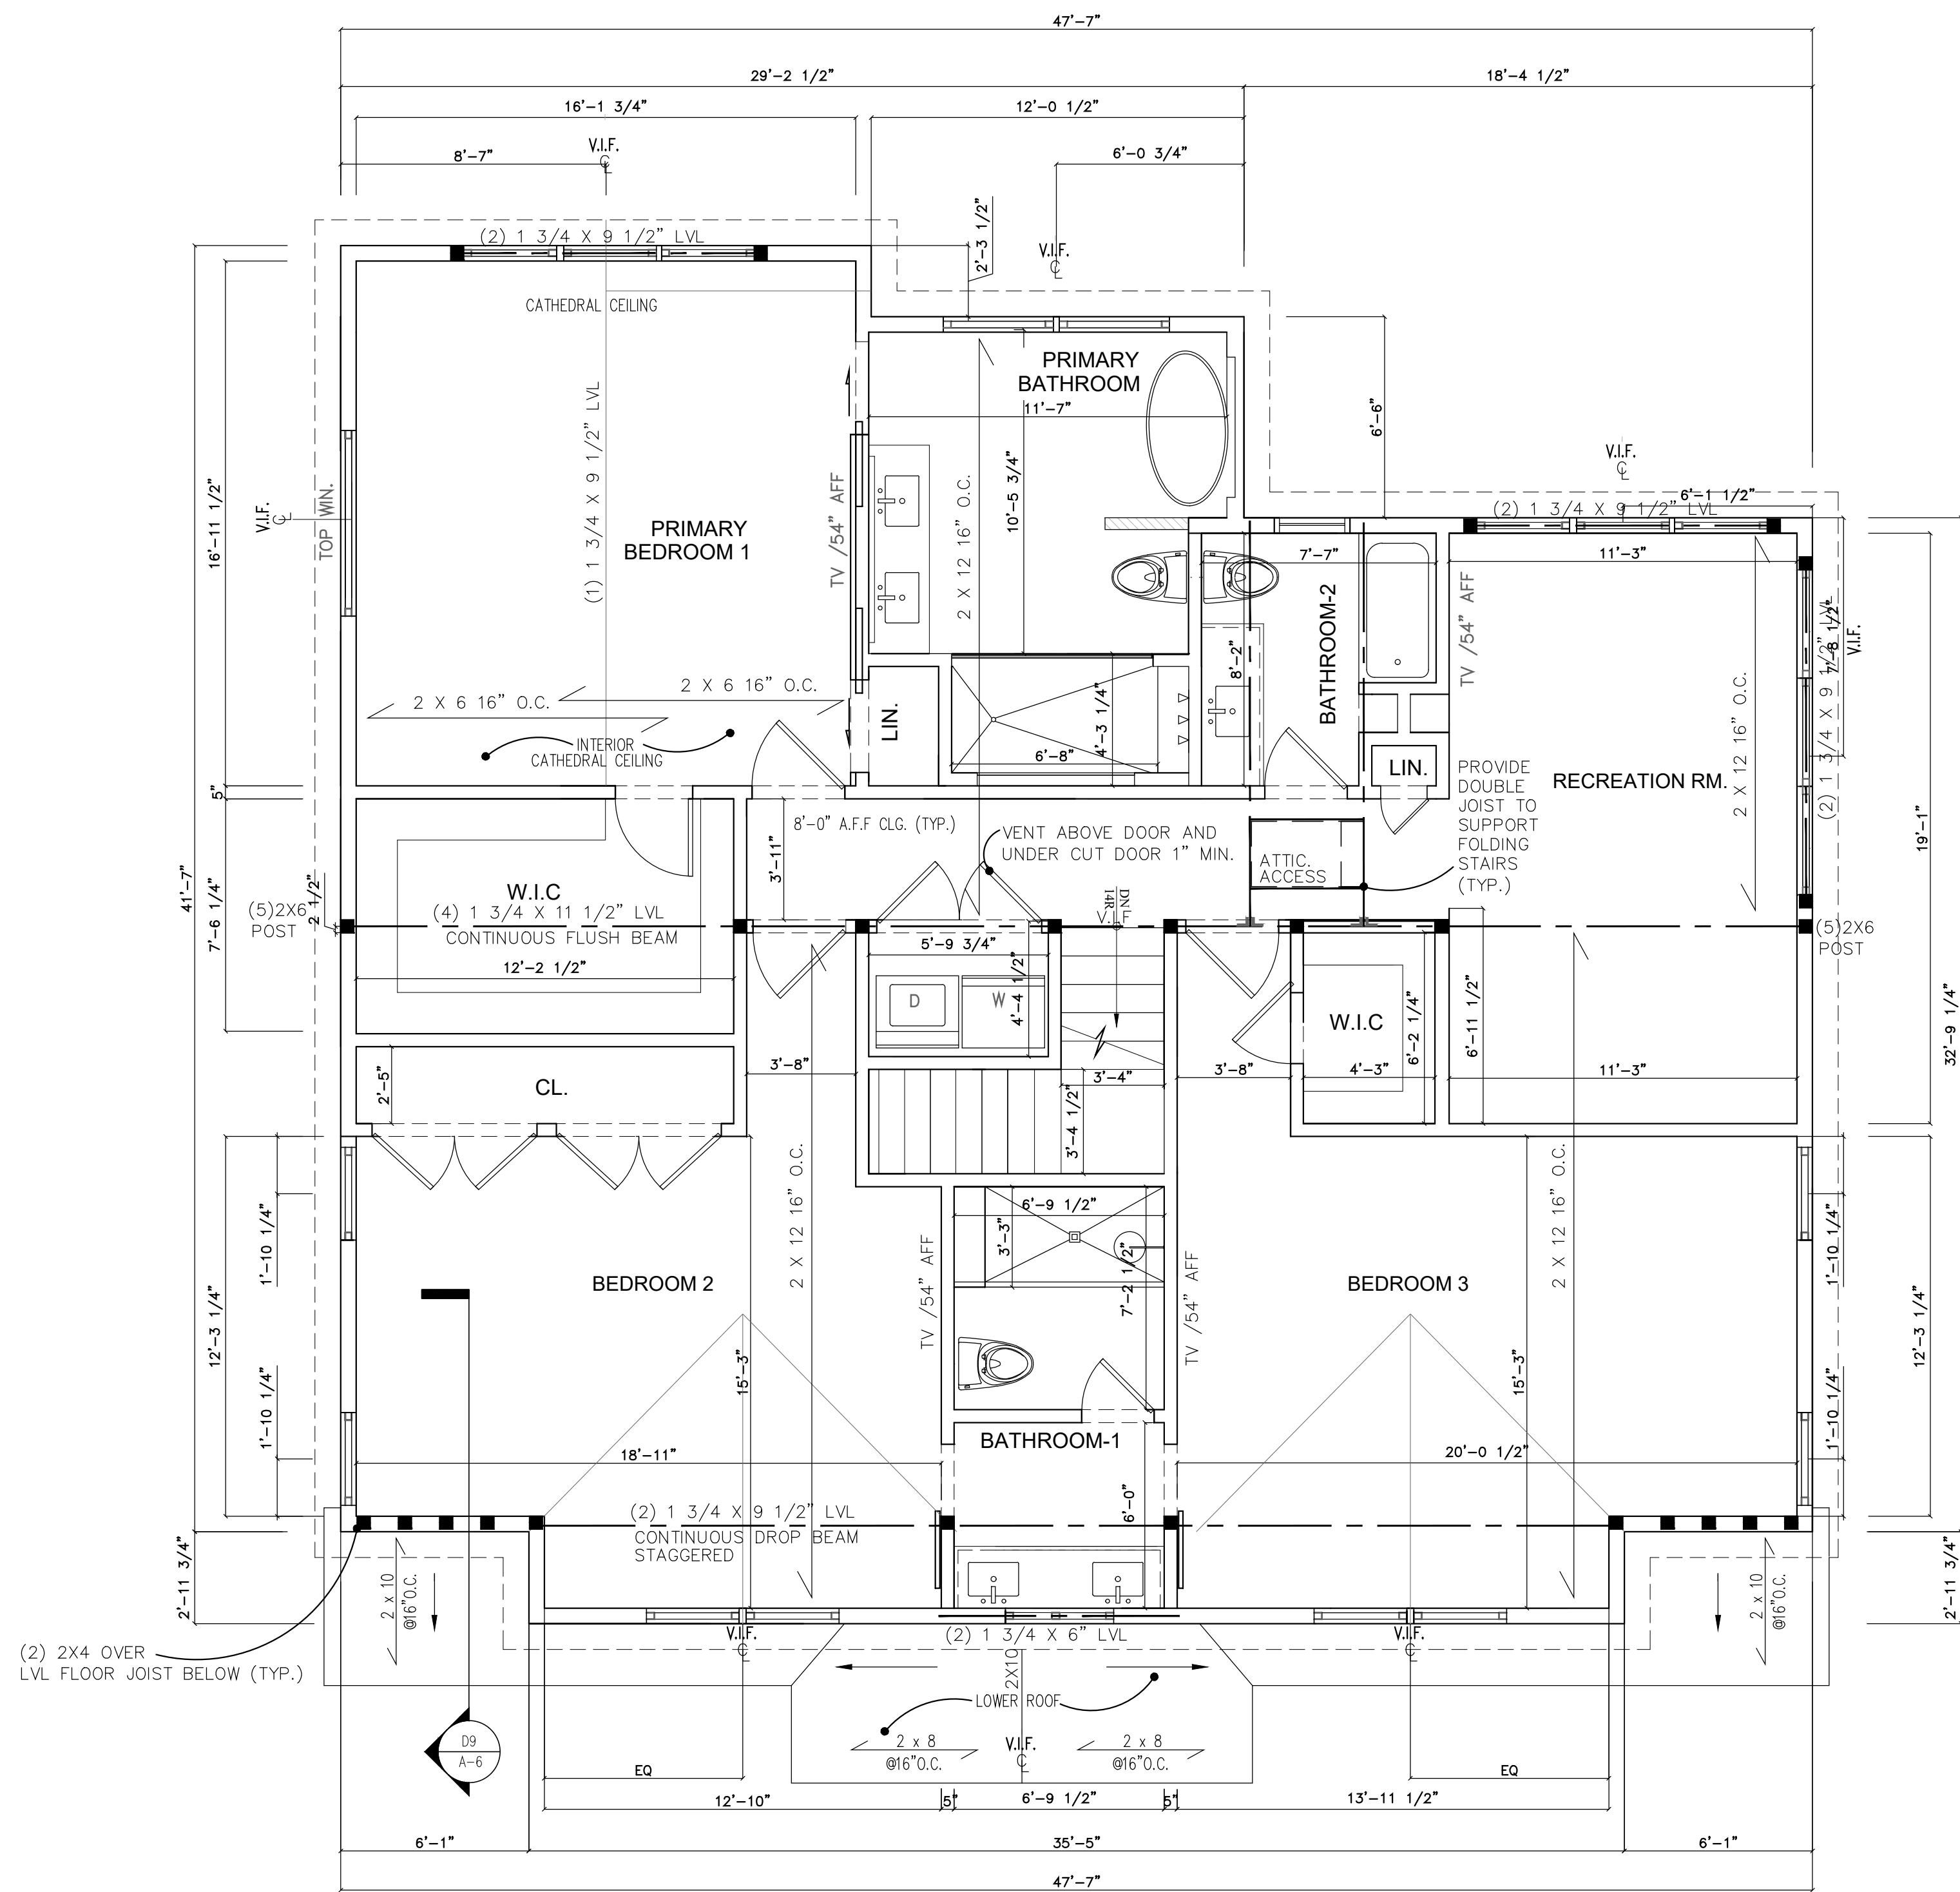 47'-7"
29'-2 1/2"
18'-4 1/2"
16'-1 3/4"
12'-0 1/2"
8'-7"
V.I.F.
6'-0 3/4"
2'-3 1/2"
V.I.F.
(2) 1 3/4 X 9 1/2" LVL
CATHEDRAL CEILING
PRIMARY
BATHROOM
11'-7"
6'-6"
V.I.F.
6'-1 1/2"
(2) 1 3/4 X 9 1/2" LVL
(1) 1 3/4 X 9 1/2" LVL
16'-11 1/2"
V.I.F.
TOP WIN.
PRIMARY
BEDROOM 1
TV /54" AFF
2 X 12 16" O.C.
10'-5 3/4"
7'-7"
11'-3"
BATHROOM-2
TV /54" AFF
8'-2"
7'-8 1/2"
V.I.F.
(2) 1 3/4 X 9 1/2" LVL
2 X 12 16" O.C.
2 X 6 16" O.C.
2 X 6 16" O.C.
LIN.
4'-3 1/4"
6'-8"
INTERIOR
CATHEDRAL CEILING
LIN.
PROVIDE
DOUBLE
JOIST TO
SUPPORT
FOLDING
STAIRS
(TYP.)
RECREATION RM.
5"
8'-0" A.F.F CLG. (TYP.)
VENT ABOVE DOOR AND
UNDER CUT DOOR 1" MIN.
3'-11"
ATTIC.
ACCESS
19'-1"
41'-7"
7'-6 1/4"
2 1/2"
(5)2X6
POST
W.I.C
(4) 1 3/4 X 11 1/2" LVL
CONTINUOUS FLUSH BEAM
12'-2 1/2"
DN
14R
V.I.F
(5)2X6
POST
5'-9 3/4"
D
W
4'-4 1/2"
W.I.C
6'-2 1/4"
6'-11 1/2"
32'-9 1/4"
3'-8"
3'-4"
3'-8"
4'-3"
11'-3"
2'-5"
CL.
3'-4 1/2"
2 X 12 16" O.C.
2 X 12 16" O.C.
6'-9 1/2"
3'-3"
7'-2 1/2"
1'-10 1/4"
1'-10 1/4"
TV /54" AFF
TV /54" AFF
BEDROOM 2
BEDROOM 3
12'-3 1/4"
12'-3 1/4"
15'-3"
15'-3"
1'-10 1/4"
1'-10 1/4"
BATHROOM-1
18'-11"
20'-0 1/2"
6'-0"
(2) 1 3/4 X 9 1/2" LVL
CONTINUOUS DROP BEAM
STAGGERED
2'-11 3/4"
2 x 10
@16"O.C.
2 x 10
@16"O.C.
2'-11 3/4"
(2) 2X4 OVER
LVL FLOOR JOIST BELOW (TYP.)
V.I.F.
(2) 1 3/4 X 6" LVL
V.I.F.
2X10
LOWER ROOF
D9
A-6
2 x 8
@16"O.C.
V.I.F.
2 x 8
@16"O.C.
EQ
EQ
12'-10"
5"
6'-9 1/2"
5"
13'-11 1/2"
6'-1"
35'-5"
6'-1"
47'-7"